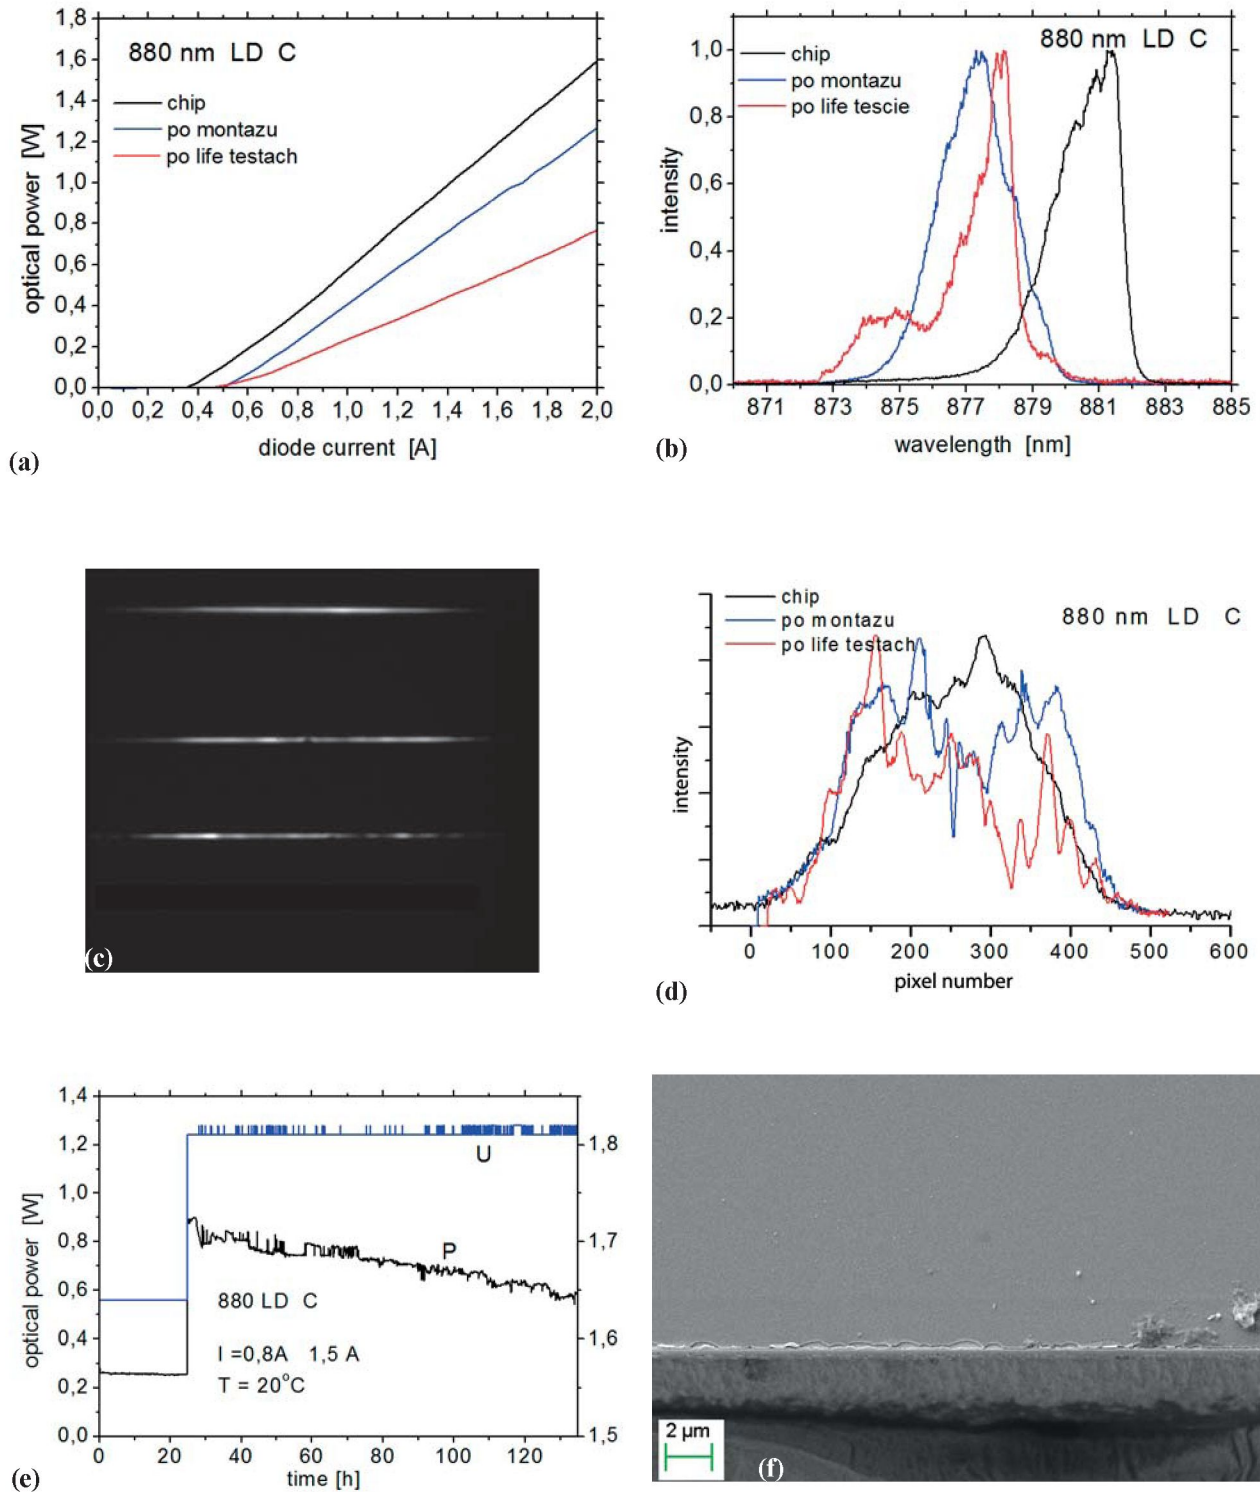 1,8
1,6
1,4
1,2
1,0
0,8
0,6
0,4
0,2
0,0
optical power [W]
880 nm LD C
chip
po montazu
po life testach
0,0 0,2 0,4 0,6 0,8 1,0 1,2 1,4 1,6 1,8 2,0
diode current [A]
(a)
880 nm LD C
chip
po montazu
po life tescie
1,0
0,8
0,6
0,4
0,2
0,0
intensity
871 873 875 877 879 881 883 885
wavelength [nm]
(b)
(c)
chip
po montazu
po life testach
880 nm LD C
intensity
0 100 200 300 400 500 600
pixel number
(d)
1,4
1,2
1,0
0,8
0,6
0,4
0,2
0,0
optical power [W]
U
P
880 LD C
I =0,8A 1,5 A
T = 20°C
1,8
1,7
1,6
1,5
0 20 40 60 80 100 120
time [h]
(e)
2 µm
(f)